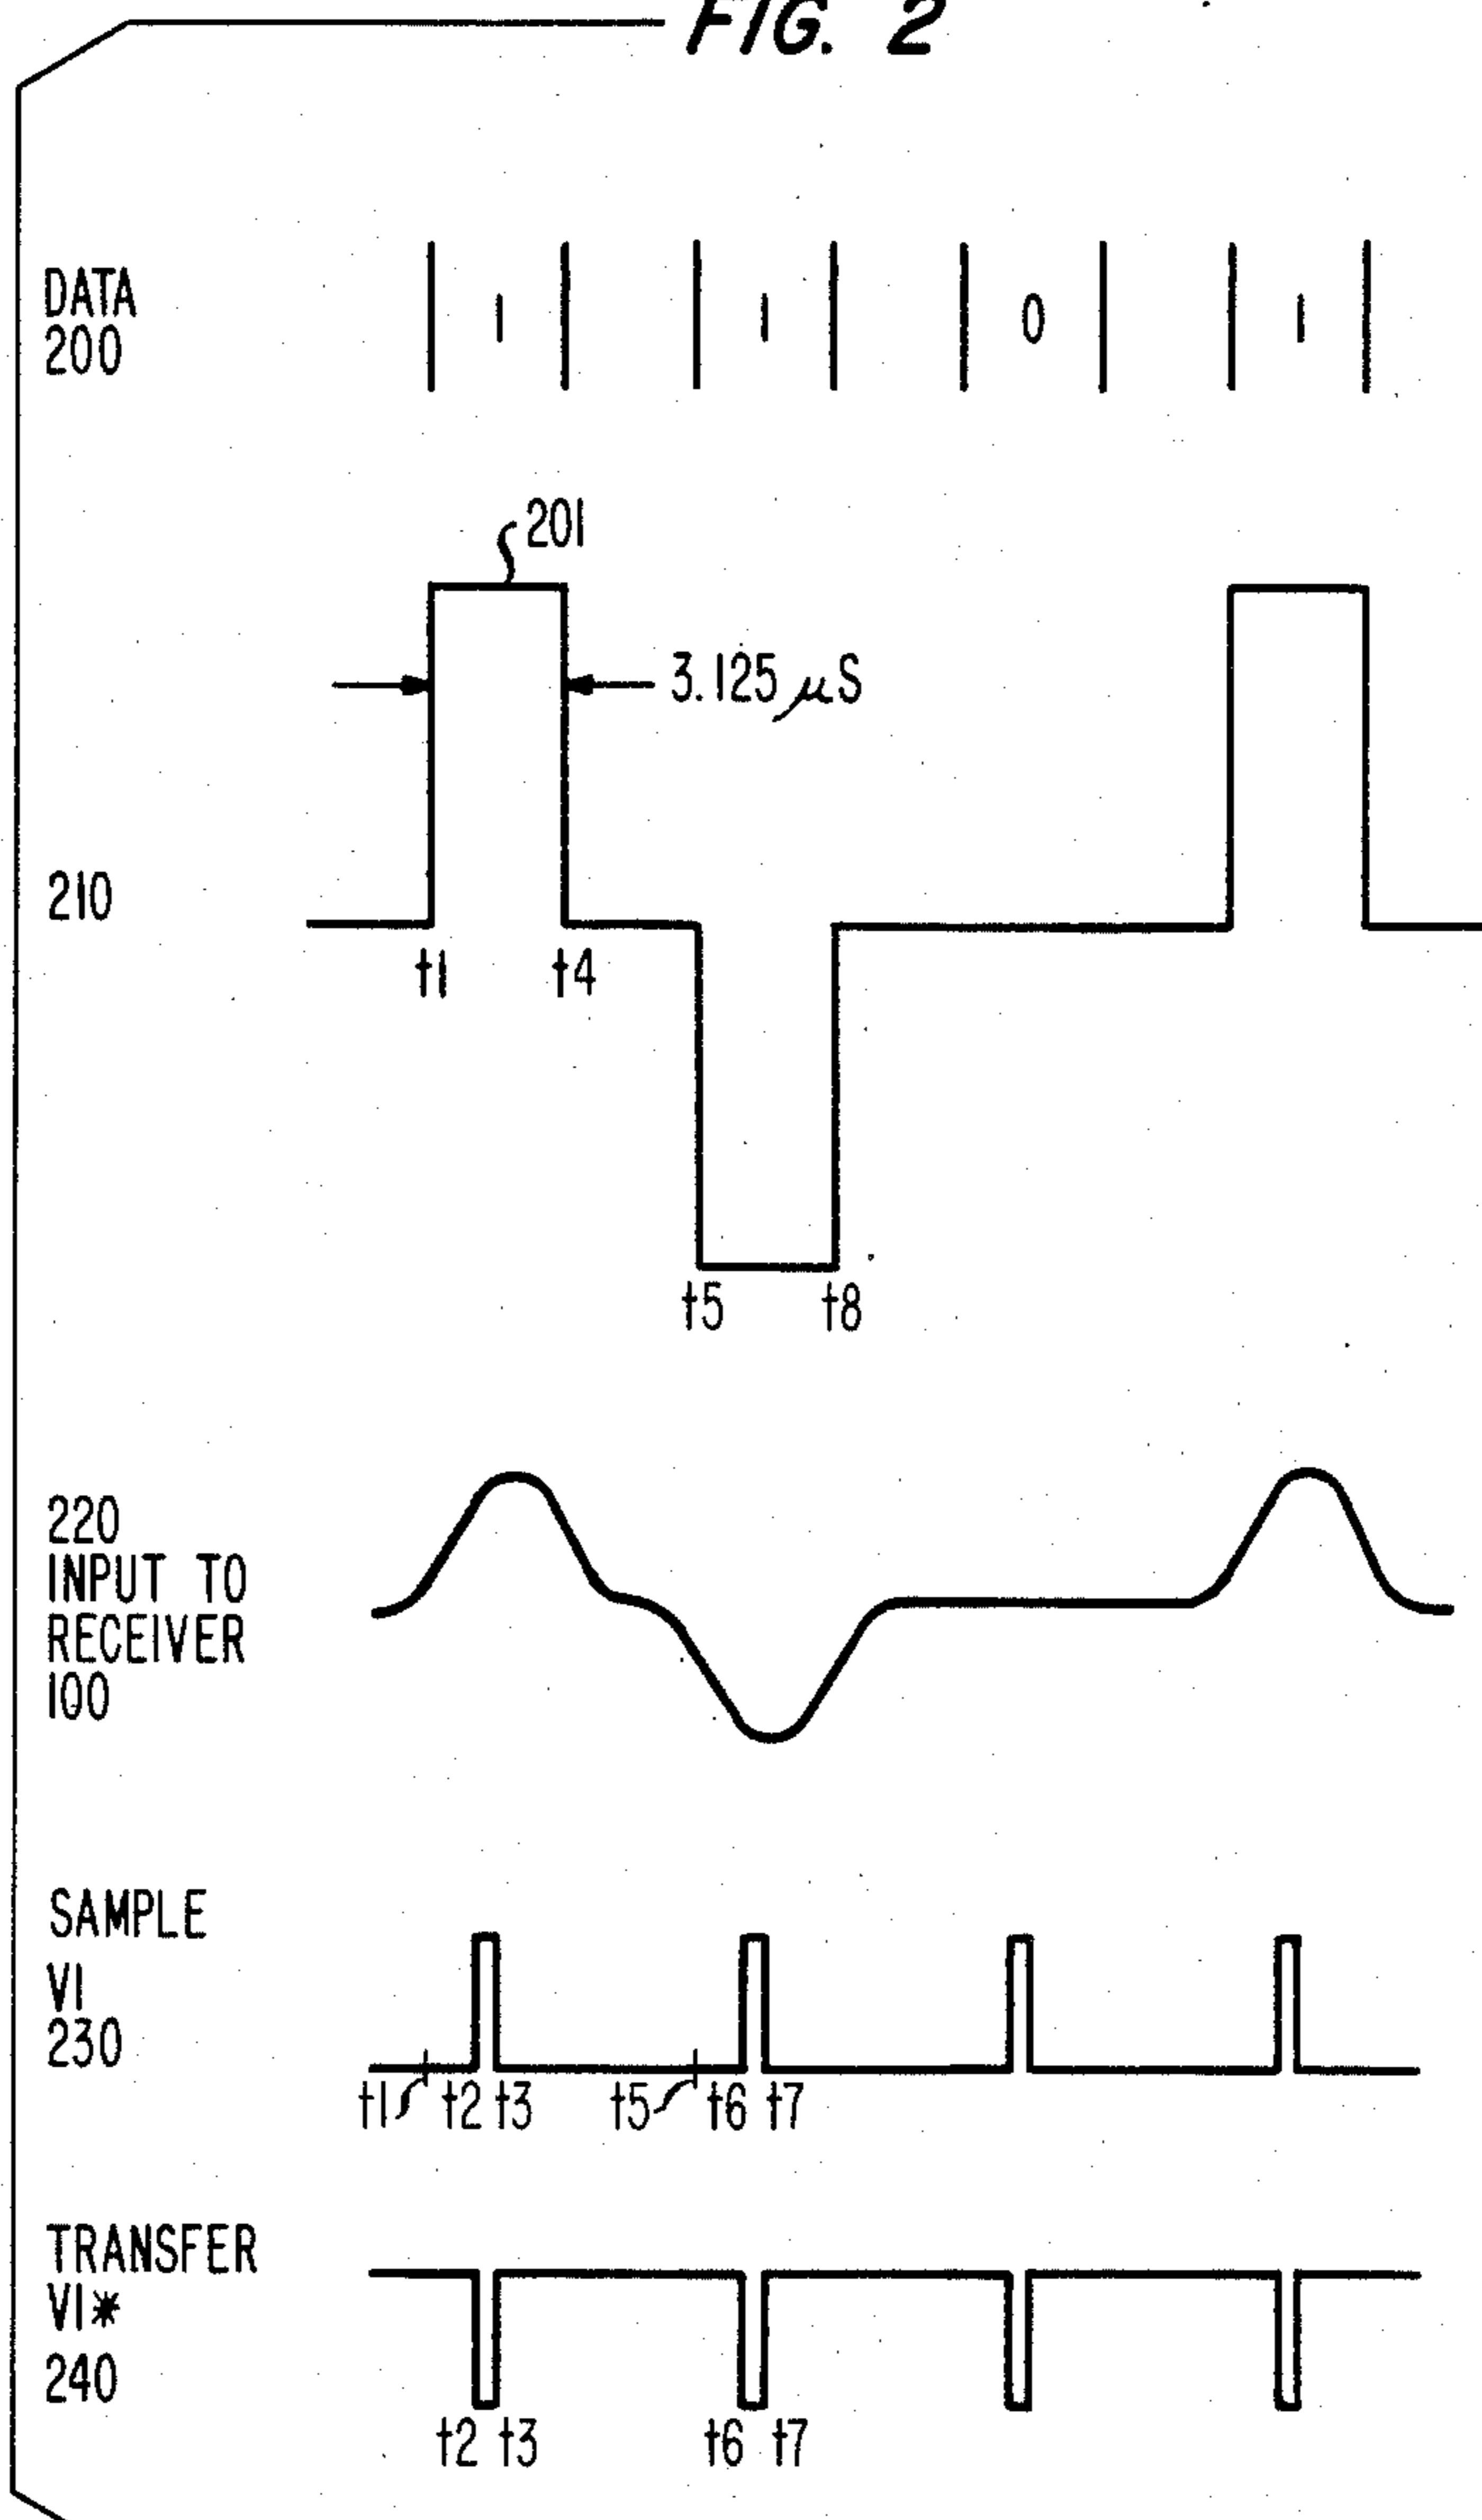 FIG. 2
DATA
200
1 1 0 1
201
3.125 μS
210
t1 t4
t5 t8
220
INPUT TO
RECEIVER
100
SAMPLE
V1
230
t1 t2 t3 t5 t6 t7
TRANSFER
V1*
240
t2 t3 t6 t7